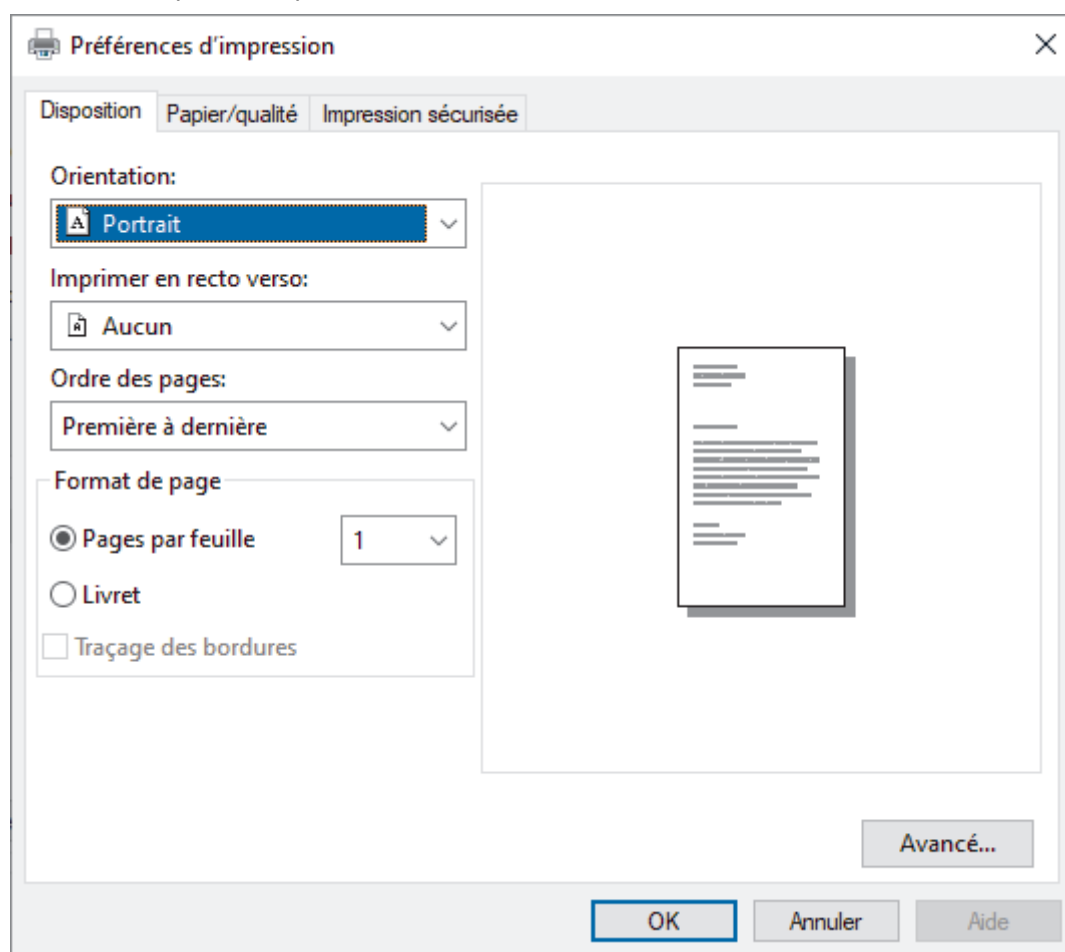 Préférences d'impression
Disposition Papier/qualité Impression sécurisée
Orientation:
A Portrait
Imprimer en recto verso:
A Aucun
Ordre des pages:
Première à dernière
Format de page
Pages par feuille 1
Livret
Traçage des bordures
Avancé...
OK Annuler Aide